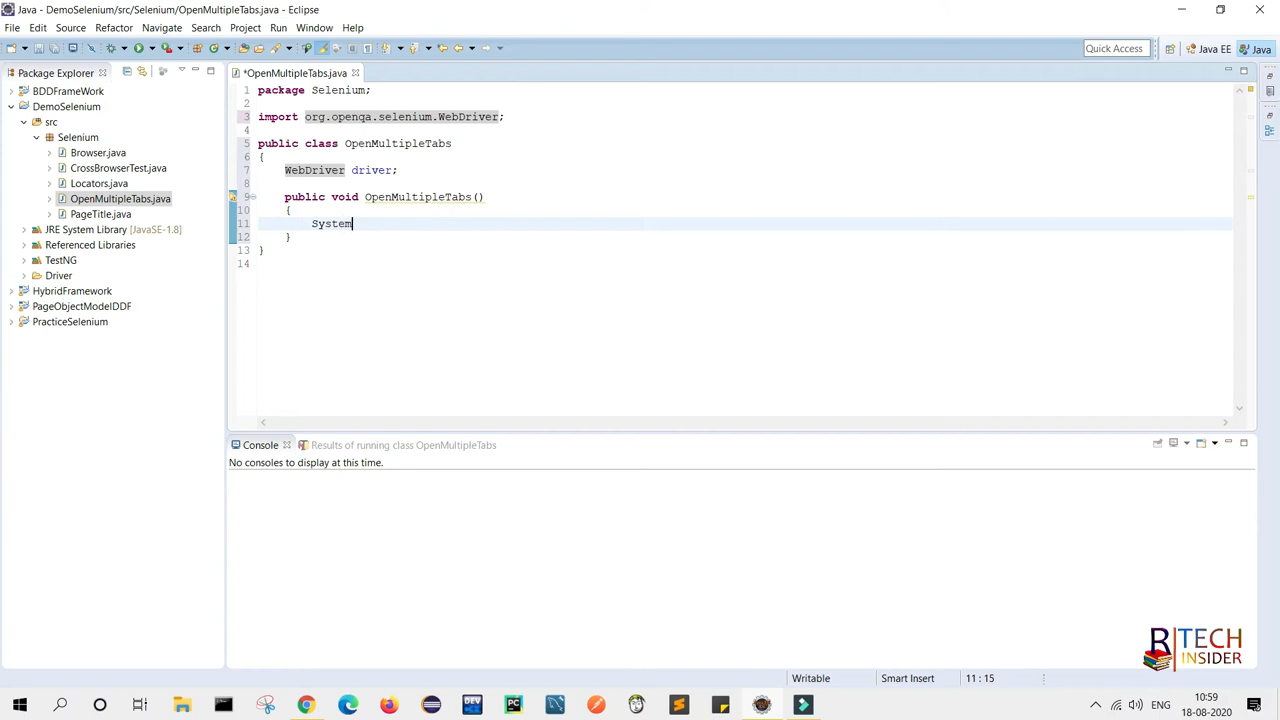 Java - DemoSelenium/src/Selenium/OpenMultipleTabs.java - Eclipse
File Edit Source Refactor Navigate Search Project Run Window Help
Quick Access Java EE Java
Package Explorer
*OpenMultipleTabs.java
BDDFrameWork
DemoSelenium
src
Selenium
Browser.java
CrossBrowserTest.java
Locators.java
OpenMultipleTabs.java
PageTitle.java
JRE System Library [JavaSE-1.8]
Referenced Libraries
TestNG
Driver
HybridFramework
PageObjectModelDDF
PracticeSelenium
1 package Selenium;
2
3 import org.openqa.selenium.WebDriver;
4
5 public class OpenMultipleTabs
6 {
7 WebDriver driver;
8
9 public void OpenMultipleTabs()
10 {
11 System
12 }
13 }
14
Console Results of running class OpenMultipleTabs
No consoles to display at this time.
R TECH
INSIDER
Writable Smart Insert 11 : 15
ENG 10:59
18-08-2020